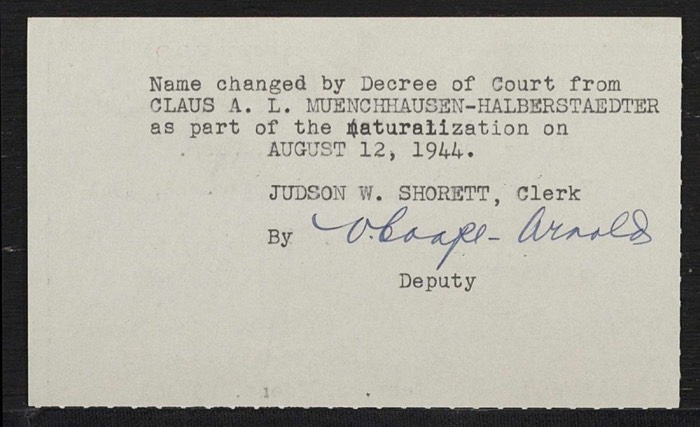 Name changed by Decree of Court from
CLAUS A. L. MUENCHHAUSEN-HALBERSTAEDTER
as part of the naturalization on
AUGUST 12, 1944.
JUDSON W. SHORETT, Clerk
By Arnold
Deputy